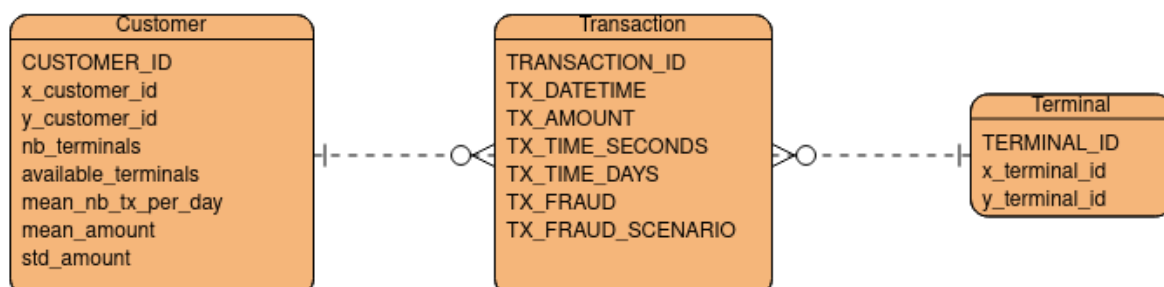 Customer
CUSTOMER_ID
x_customer_id
y_customer_id
nb_terminals
available_terminals
mean_nb_tx_per_day
mean_amount
std_amount
Transaction
TRANSACTION_ID
TX_DATETIME
TX_AMOUNT
TX_TIME_SECONDS
TX_TIME_DAYS
TX_FRAUD
TX_FRAUD_SCENARIO
Terminal
TERMINAL_ID
x_terminal_id
y_terminal_id